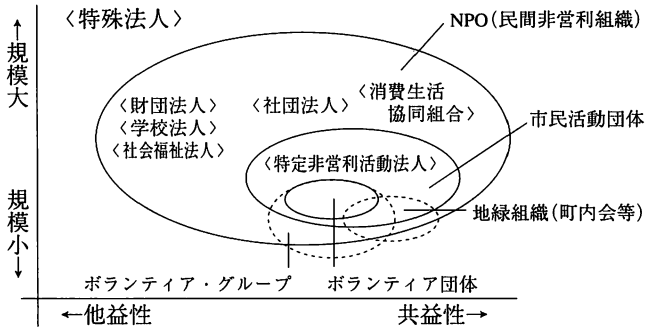 〈特殊法人〉
NPO(民間非営利組織)
↑規模大
〈財団法人〉
〈学校法人〉
〈社会福祉法人〉
〈社団法人〉
〈消費生活
協同組合〉
市民活動団体
〈特定非営利活動法人〉
規模小↓
地緑組織(町内会等)
ボランティア・グループ
ボランティア団体
←他益性
共益性→